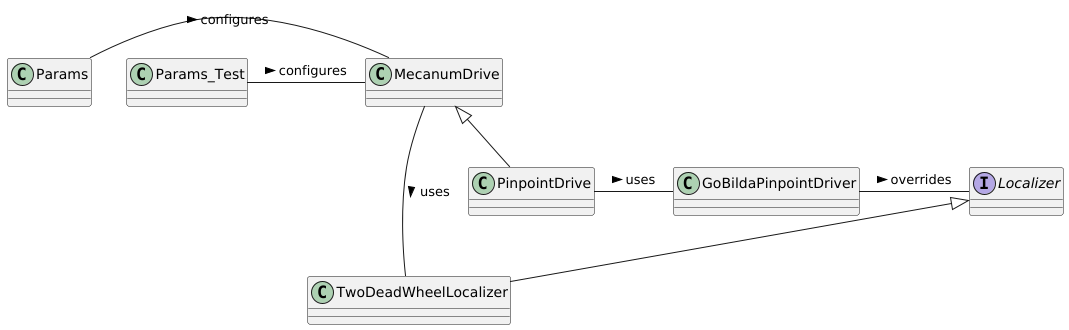 configures
C Params
C Params_Test
configures
C MecanumDrive
uses
C PinpointDrive
uses
C GoBildaPinpointDriver
overrides
I Localizer
C TwoDeadWheelLocalizer